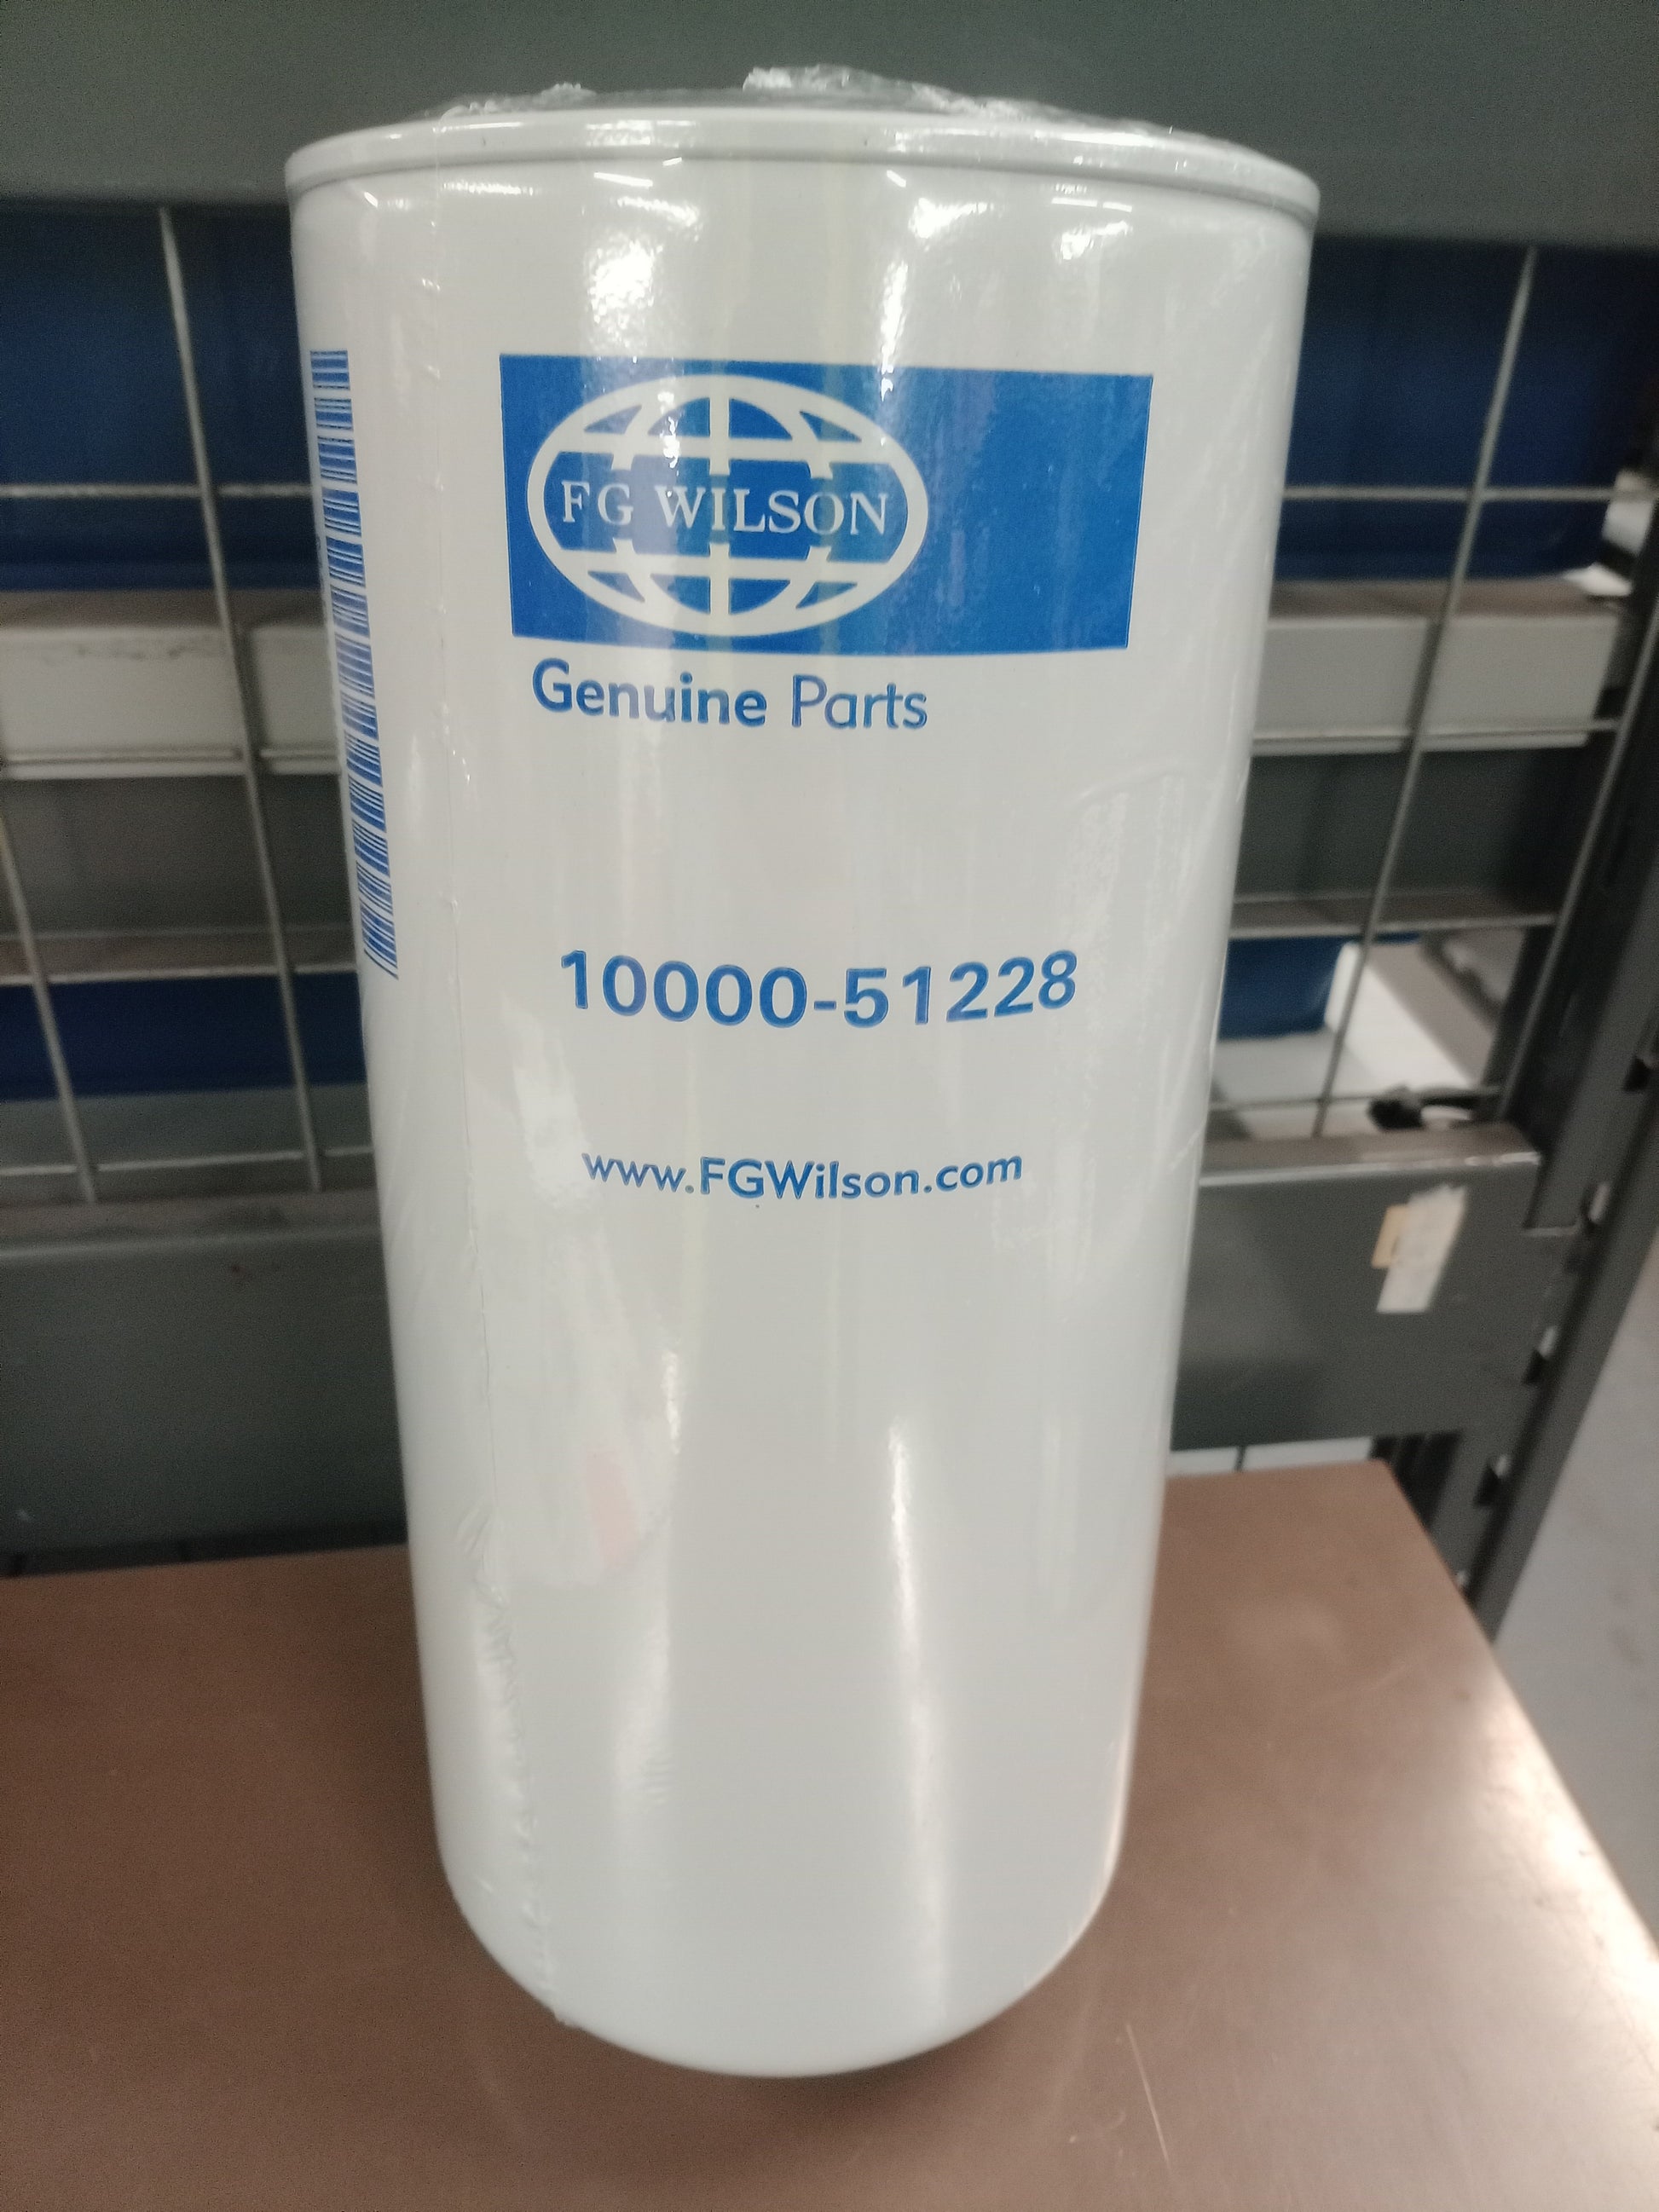 FG WILSON
Genuine Parts
10000-51228
www.FGWilson.com